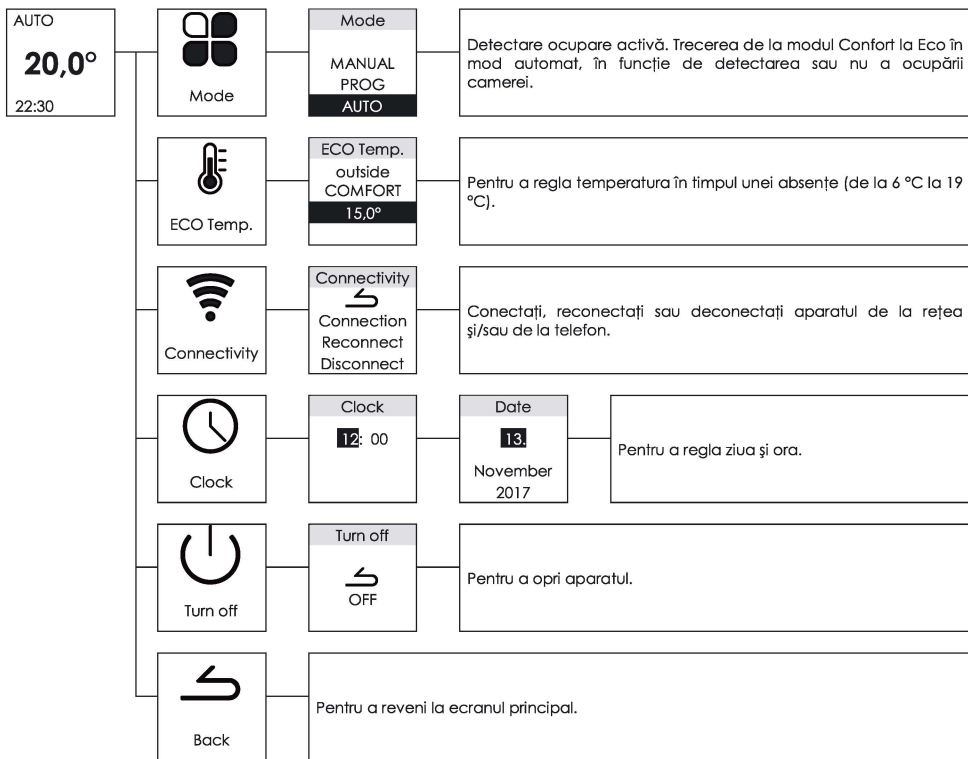 AUTO
20,0°
22:30
Mode
Mode
MANUAL
PROG
AUTO
Detectare ocupare activă. Trecerea de la modul Confort la Eco în
mod automat, în funcție de detectarea sau nu a ocupării
camerei.
ECO Temp.
ECO Temp.
outside
COMFORT
15,0°
Pentru a regla temperatura în timpul unei absențe (de la 6 °C la 19
°C).
Connectivity
Connectivity
Connection
Reconnect
Disconnect
Conectați, reconectați sau deconectați aparatul de la rețea
și/sau de la telefon.
Clock
Clock
12: 00
Date
13.
November
2017
Pentru a regla ziua și ora.
Turn off
Turn off
OFF
Pentru a opri aparatul.
Back
Pentru a reveni la ecranul principal.